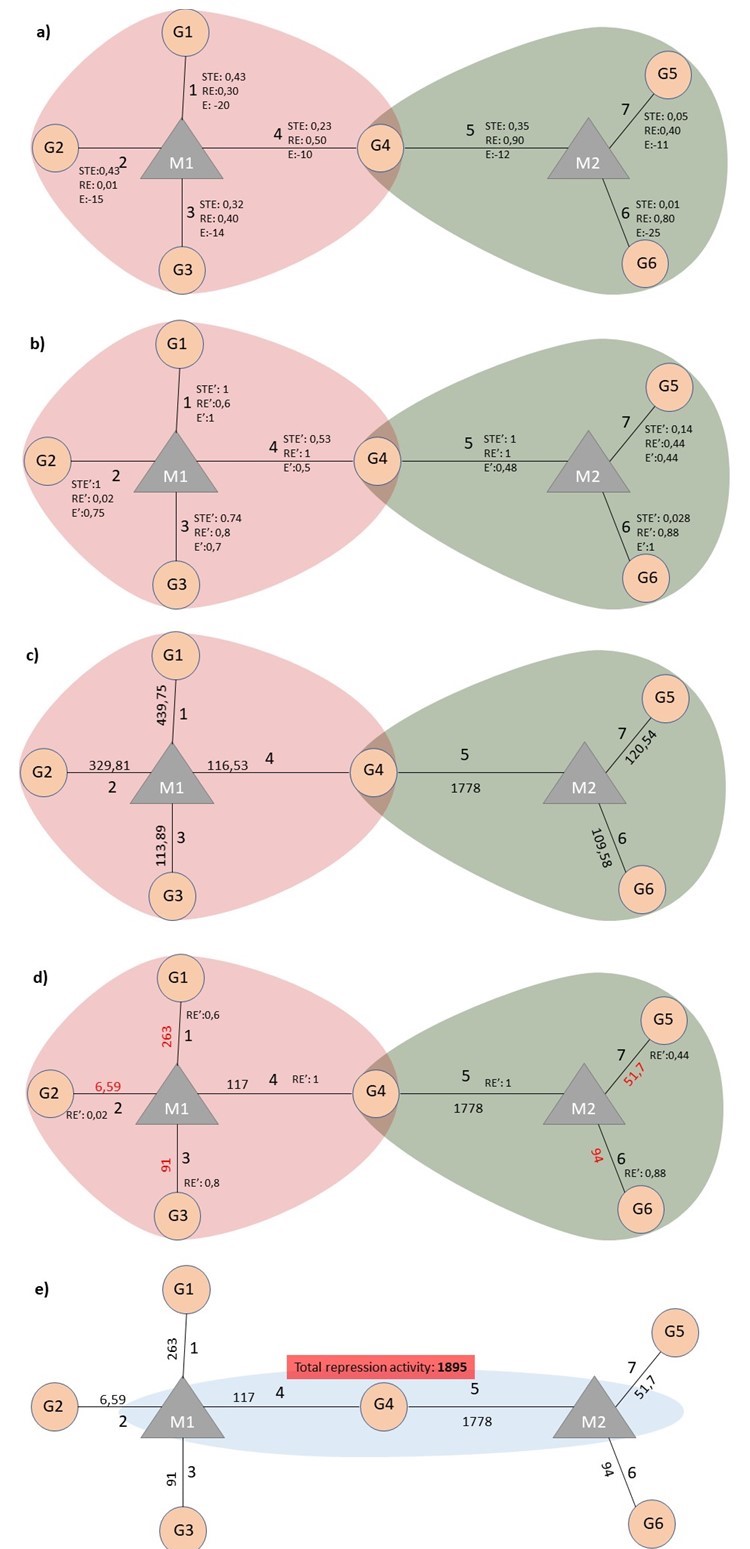 a)
G1
1
STE: 0,43
RE:0,30
E: -20
G2
2
STE:0,43
RE: 0,01
E:-15
M1
4
STE: 0,23
RE: 0,50
E:-10
3
STE: 0,32
RE: 0,40
E:-14
G3
G4
5
STE: 0,35
RE: 0,90
E:-12
M2
G5
7
STE: 0,05
RE:0,40
E:-11
6
STE: 0,01
RE: 0,80
E:-25
G6
b)
G1
1
STE’: 1
RE’:0,6
E’:1
G2
2
STE’:1
RE’: 0,02
E’:0,75
M1
4
STE’: 0,53
RE’: 1
E’:0,5
3
STE’: 0.74
RE’: 0,8
E’:0,7
G3
G4
5
STE’: 1
RE’: 1
E’:0,48
M2
G5
7
STE’: 0,14
RE’:0,44
E’:0,44
6
STE’: 0,028
RE’: 0,88
E’:1
G6
c)
G1
439,75
1
G2
329,81
2
M1
116,53
4
113,89
3
G3
G4
5
1778
M2
G5
7
120,54
6
109,58
G6
d)
G1
RE’:0,6
263
1
G2
6,59
RE’: 0,02
2
M1
117
4
RE’: 1
91
3
RE’: 0,8
G3
G4
5
RE’: 1
1778
M2
G5
7
RE’:0,44
51,7
94
6
RE’: 0,88
G6
e)
G1
263
1
G2
6,59
2
M1
117
4
91
3
G3
Total repression activity: 1895
G4
5
1778
M2
G5
7
51,7
94
6
G6